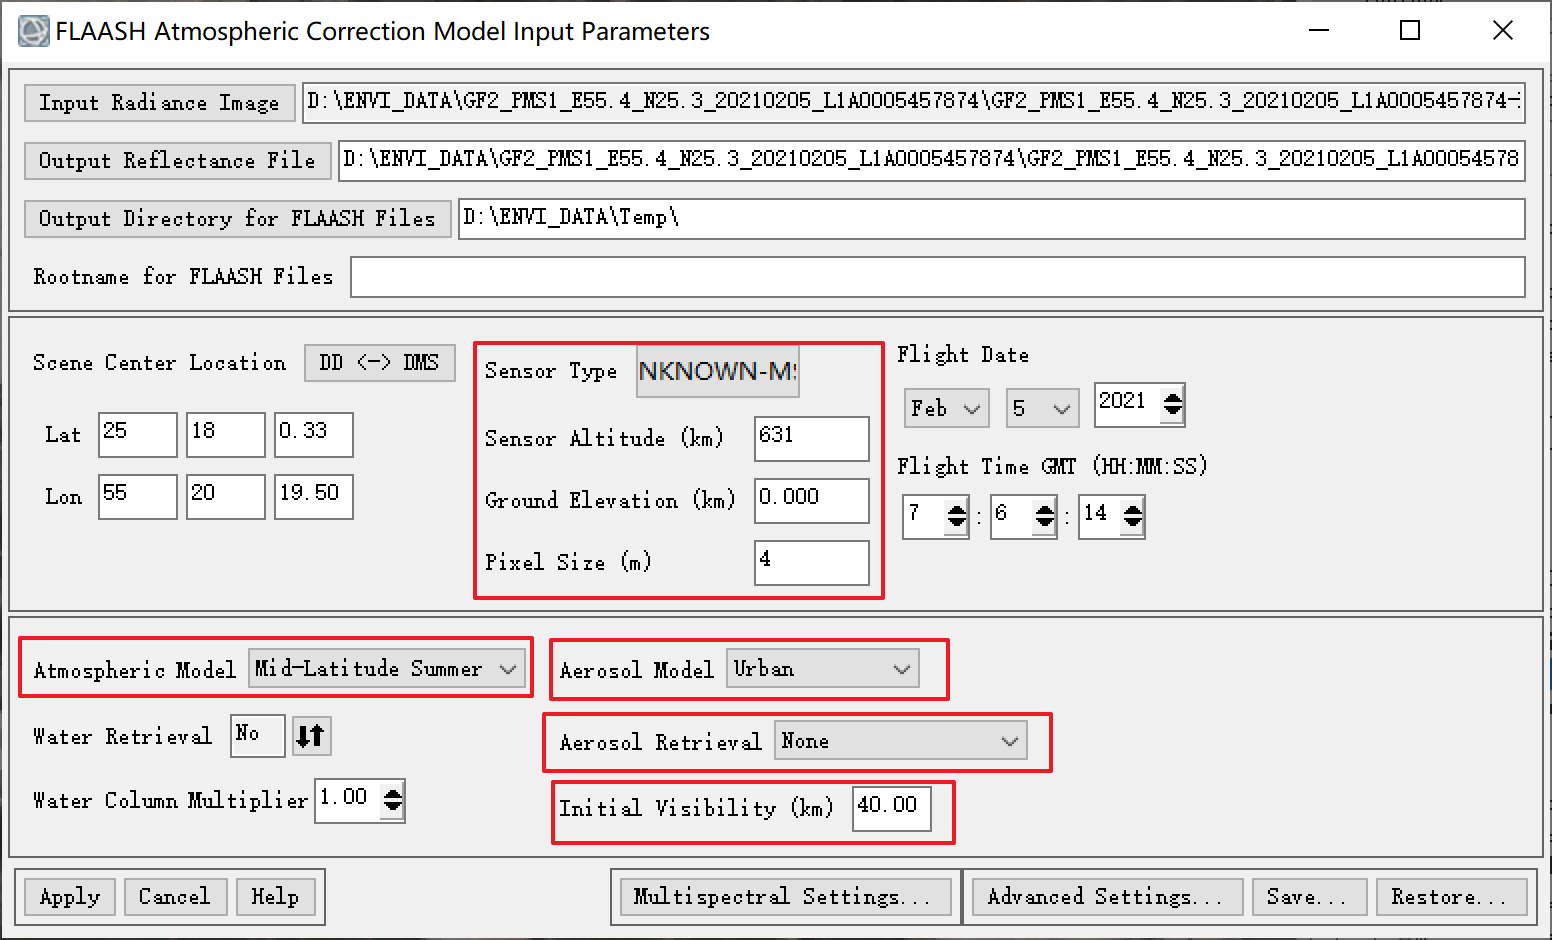 FLAASH Atmospheric Correction Model Input Parameters
Input Radiance Image D:\ENVI_DATA\GF2_PMS1_E55.4_N25.3_20210205_L1A0005457874\GF2_PMS1_E55.4_N25.3_20210205_L1A0005457874-
Output Reflectance File D:\ENVI_DATA\GF2_PMS1_E55.4_N25.3_20210205_L1A0005457874\GF2_PMS1_E55.4_N25.3_20210205_L1A00054578
Output Directory for FLAASH Files D:\ENVI_DATA\Temp\
Rootname for FLAASH Files
Scene Center Location DD <-> DMS
Lat 25 18 0.33
Lon 55 20 19.50
Sensor Type NKNOWN-MS
Sensor Altitude (km) 631
Ground Elevation (km) 0.000
Pixel Size (m) 4
Flight Date
Feb 5 2021
Flight Time GMT (HH:MM:SS)
7 : 6 : 14
Atmospheric Model Mid-Latitude Summer
Aerosol Model Urban
Water Retrieval No
Aerosol Retrieval None
Water Column Multiplier 1.00
Initial Visibility (km) 40.00
Apply Cancel Help Multispectral Settings... Advanced Settings... Save... Restore...